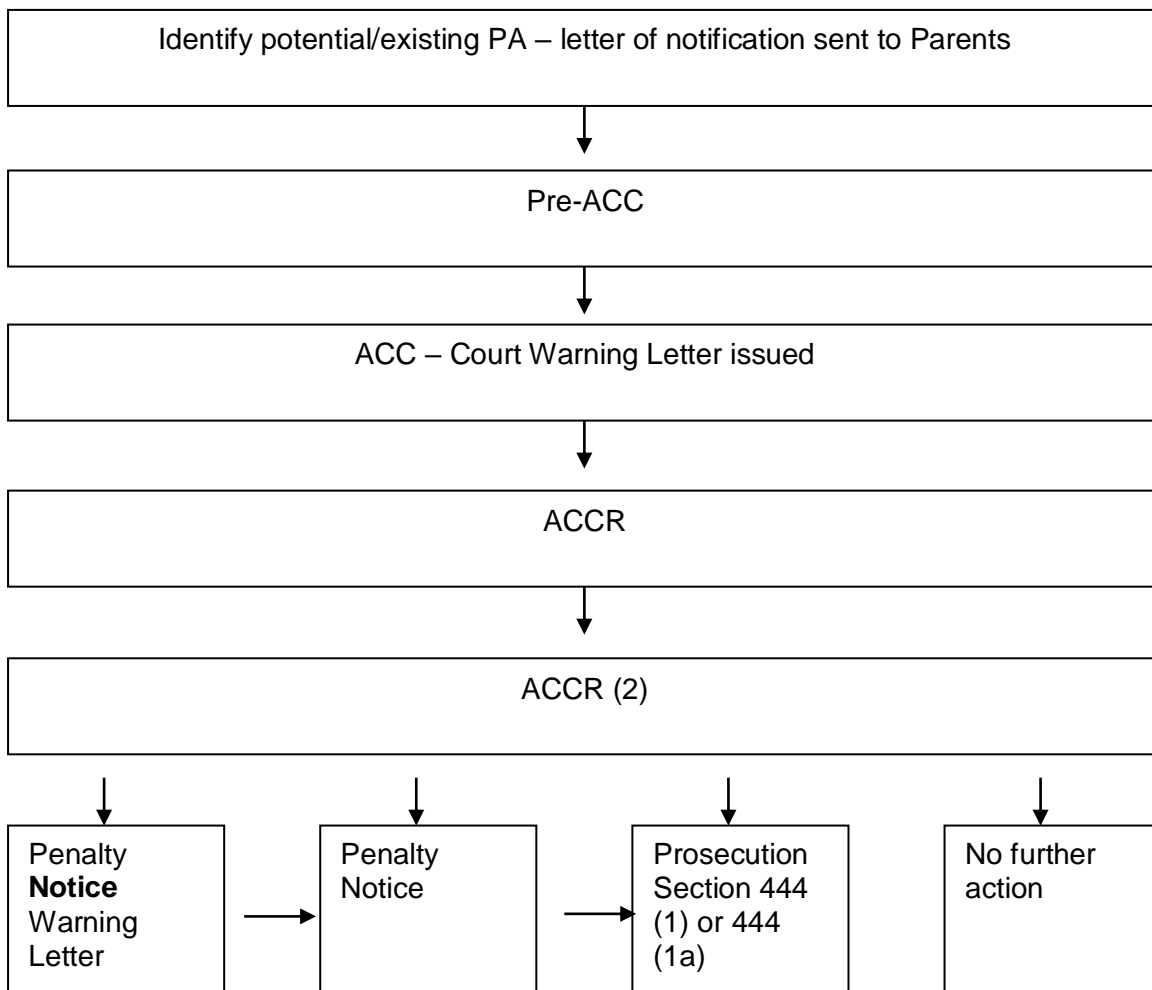 Identify potential/existing PA – letter of notification sent to Parents
Pre-ACC
ACC – Court Warning Letter issued
ACCR
ACCR (2)
Penalty
Notice
Warning
Letter
Penalty
Notice
Prosecution
Section 444
(1) or 444
(1a)
No further
action